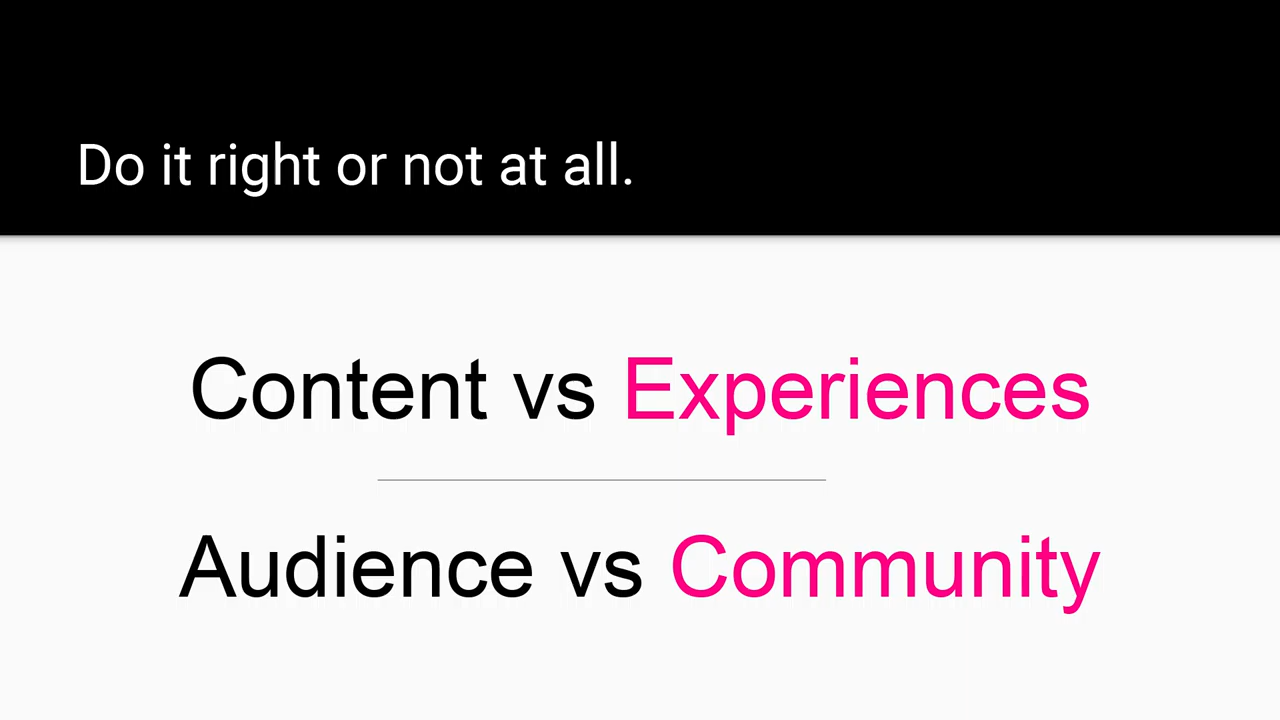 Do it right or not at all.
Content vs Experiences
Audience vs Community